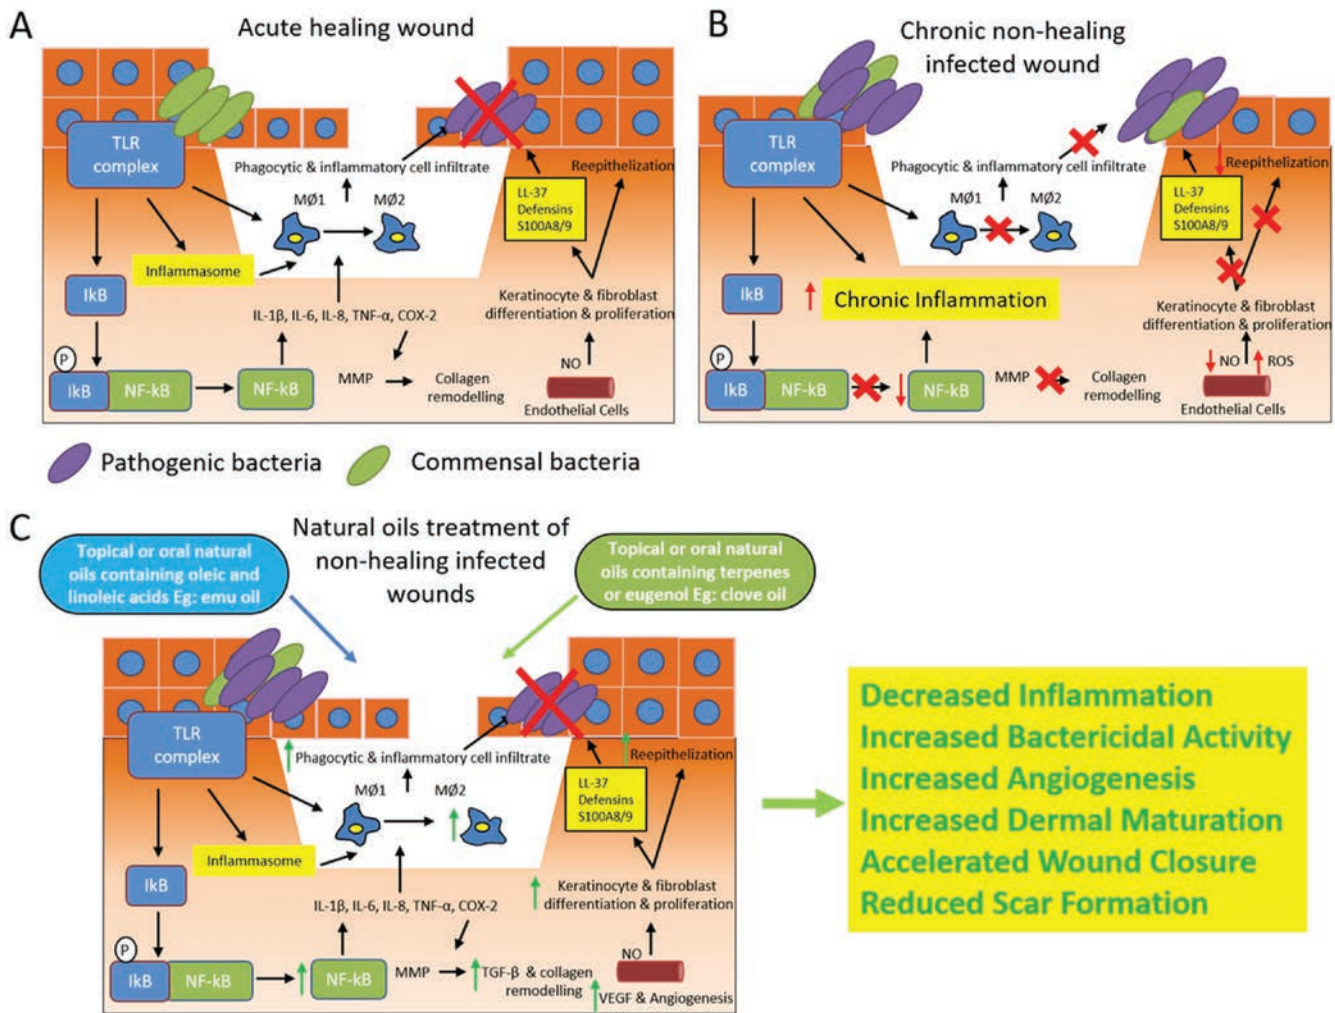 A
Acute healing wound
TLR
complex
Phagocytic & inflammatory cell infiltrate
Reepithelization
MØ1
MØ2
LL-37
Defensins
S100A8/9
Inflammasome
IkB
IL-1β, IL-6, IL-8, TNF-α, COX-2
Keratinocyte & fibroblast
differentiation & proliferation
P
IkB
NF-kB
NF-kB
MMP
Collagen
remodelling
NO
Endothelial Cells
B
Chronic non-healing
infected wound
TLR
complex
Phagocytic & inflammatory cell infiltrate
Reepithelization
MØ1
MØ2
LL-37
Defensins
S100A8/9
IkB
Chronic Inflammation
Keratinocyte & fibroblast
differentiation & proliferation
P
IkB
NF-kB
NF-kB
MMP
Collagen
remodelling
NO
ROS
Endothelial Cells
Pathogenic bacteria
Commensal bacteria
C
Natural oils treatment of
non-healing infected
wounds
Topical or oral natural
oils containing oleic and
linoleic acids Eg: emu oil
Topical or oral natural
oils containing terpenes
or eugenol Eg: clove oil
TLR
complex
Phagocytic & inflammatory cell infiltrate
Reepithelization
MØ1
MØ2
LL-37
Defensins
S100A8/9
Inflammasome
IkB
IL-1β, IL-6, IL-8, TNF-α, COX-2
Keratinocyte & fibroblast
differentiation & proliferation
P
IkB
NF-kB
NF-kB
MMP
TGF-β & collagen
remodelling
NO
VEGF & Angiogenesis
Decreased Inflammation
Increased Bactericidal Activity
Increased Angiogenesis
Increased Dermal Maturation
Accelerated Wound Closure
Reduced Scar Formation